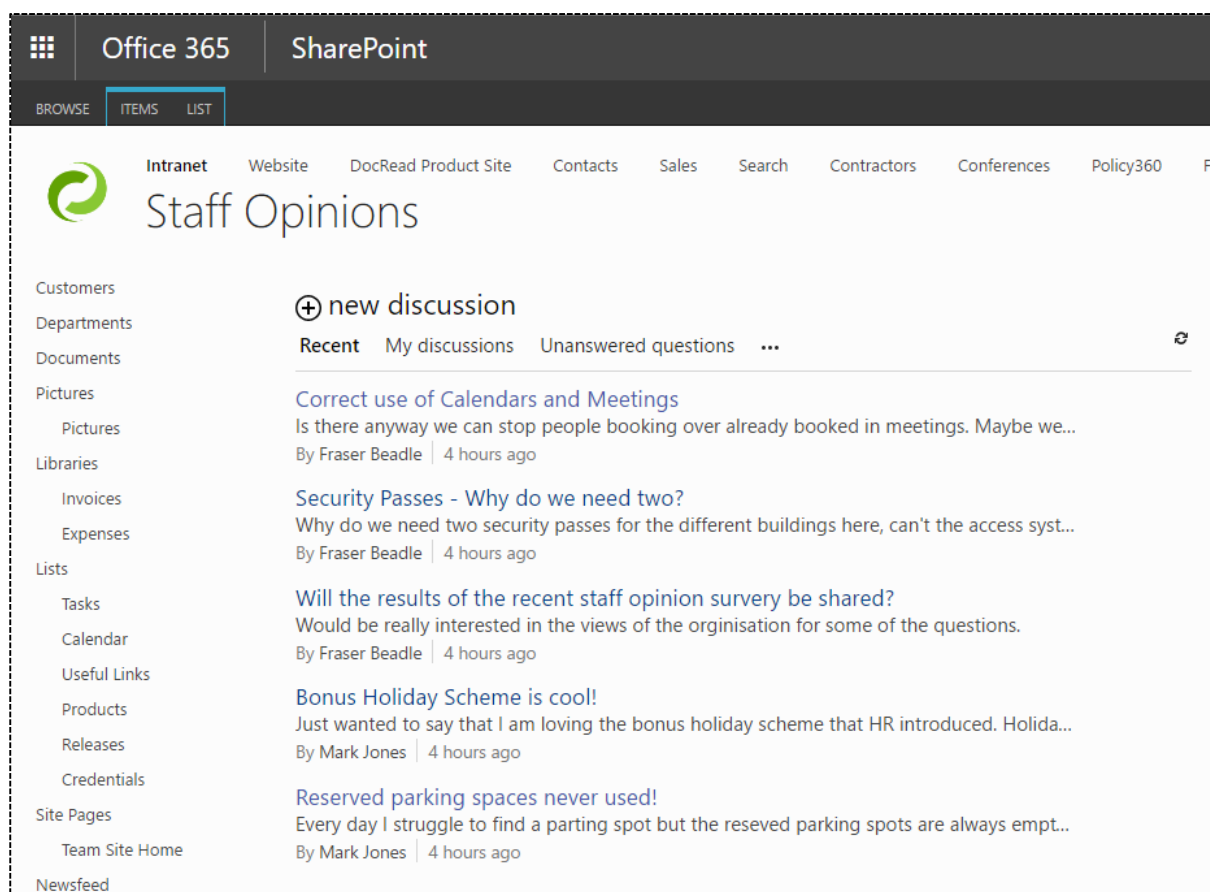 Office 365 SharePoint
BROWSE ITEMS LIST
Intranet Website DocRead Product Site Contacts Sales Search Contractors Conferences Policy360 F
Staff Opinions
Customers
Departments
Documents
Pictures
Pictures
Libraries
Invoices
Expenses
Lists
Tasks
Calendar
Useful Links
Products
Releases
Credentials
Site Pages
Team Site Home
Newsfeed
new discussion
Recent My discussions Unanswered questions ...
Correct use of Calendars and Meetings
Is there anyway we can stop people booking over already booked in meetings. Maybe we...
By Fraser Beadle 4 hours ago
Security Passes - Why do we need two?
Why do we need two security passes for the different buildings here, can't the access syst...
By Fraser Beadle 4 hours ago
Will the results of the recent staff opinion survery be shared?
Would be really interested in the views of the orginisation for some of the questions.
By Fraser Beadle 4 hours ago
Bonus Holiday Scheme is cool!
Just wanted to say that I am loving the bonus holiday scheme that HR introduced. Holida...
By Mark Jones 4 hours ago
Reserved parking spaces never used!
Every day I struggle to find a parting spot but the reseved parking spots are always empt...
By Mark Jones 4 hours ago